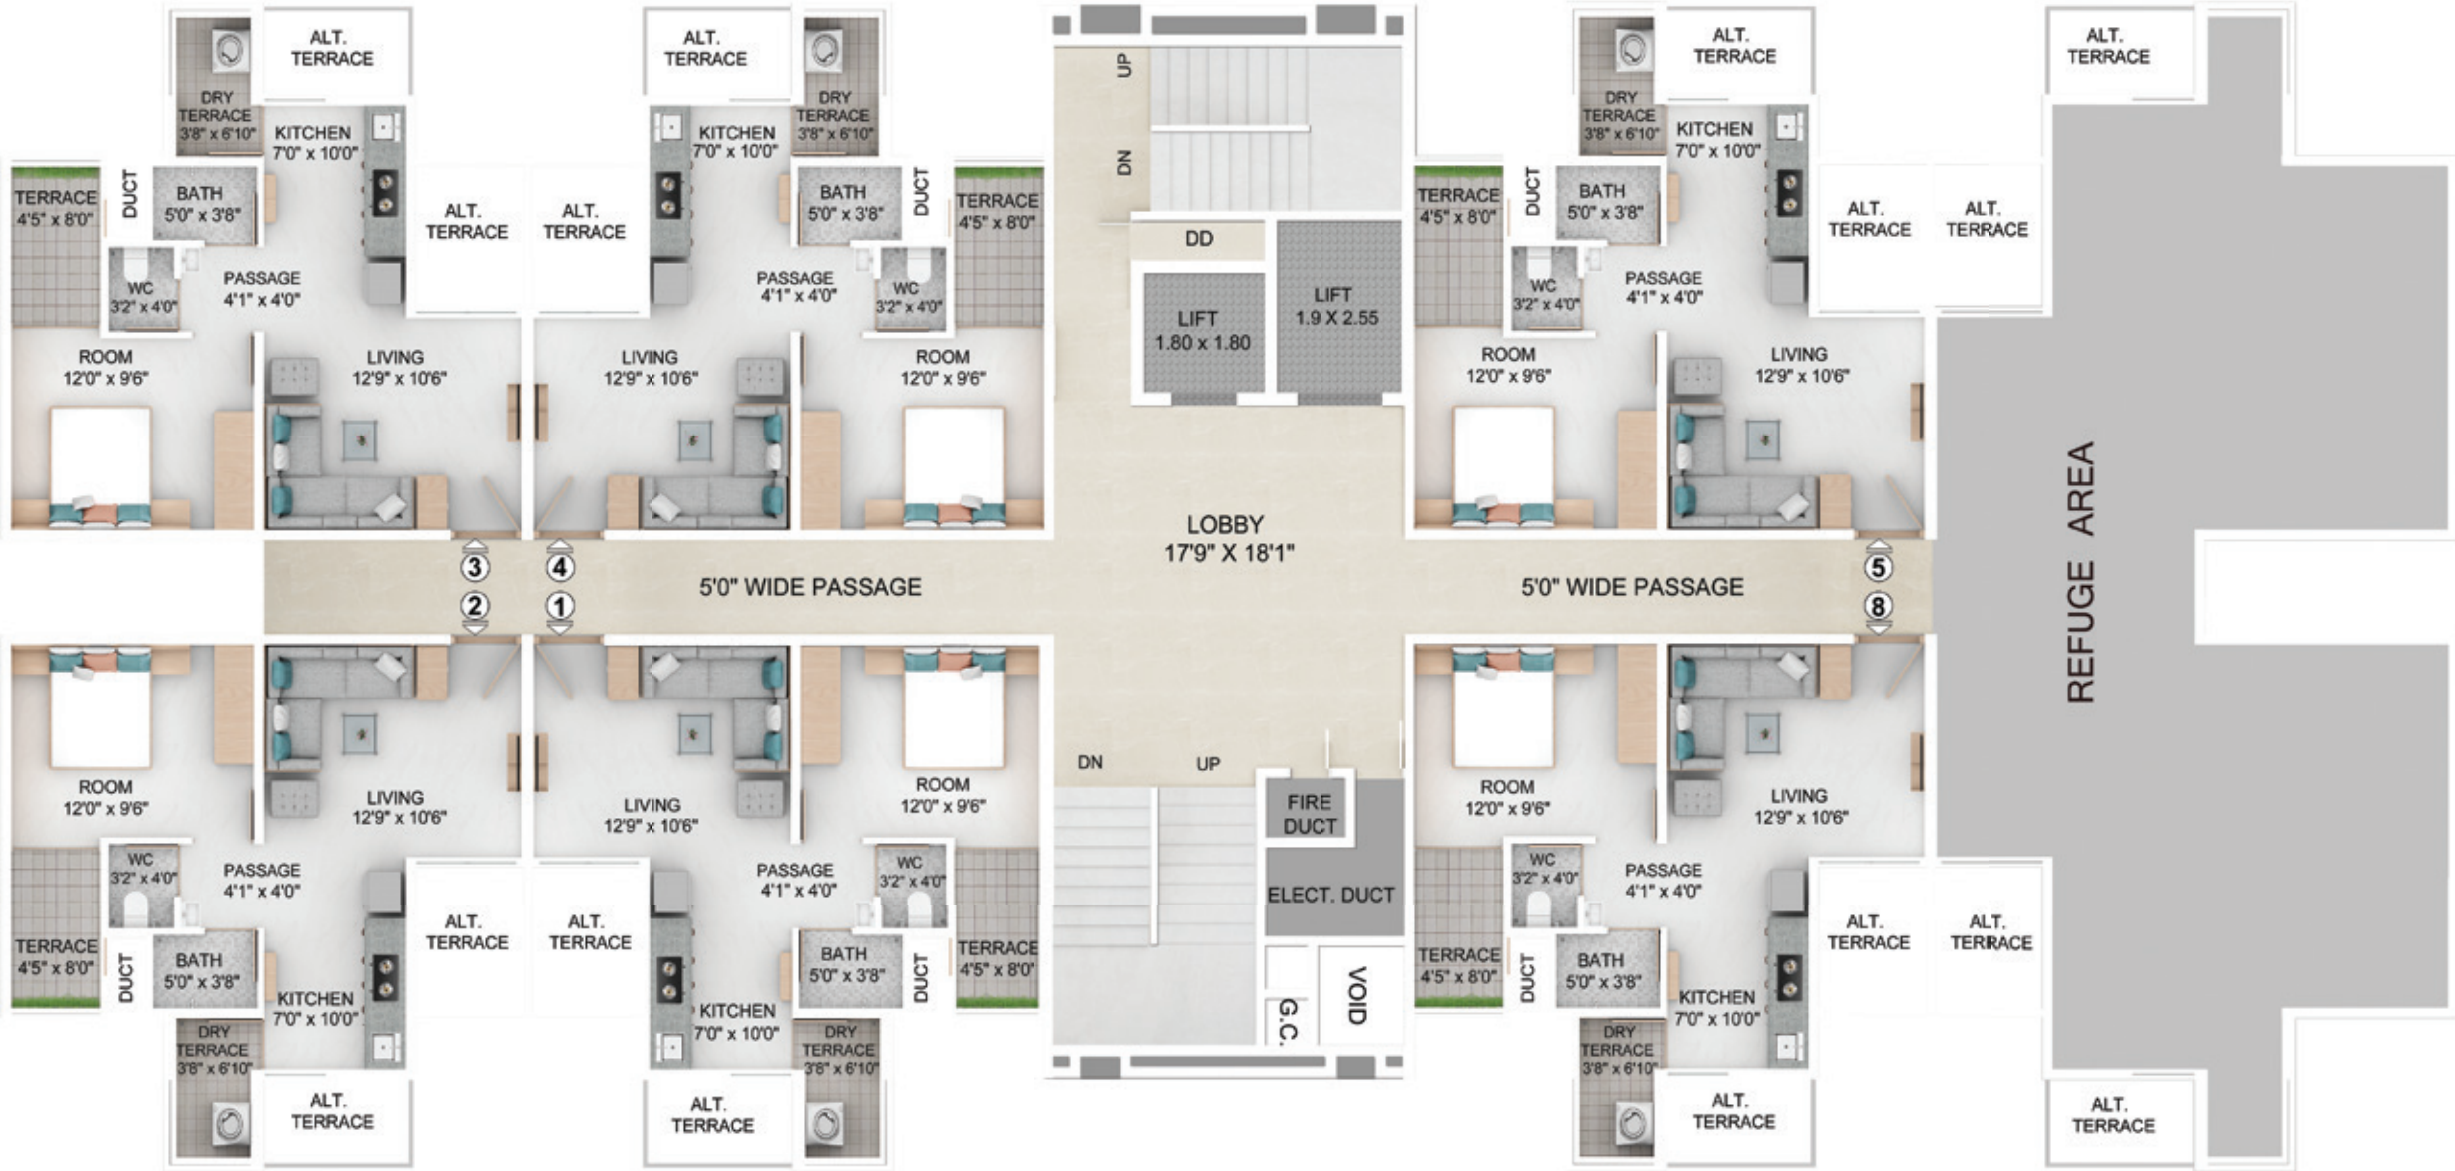 ALT.
TERRACE
DRY
TERRACE
3'8" x 6'10"
KITCHEN
7'0" x 10'0"
TERRACE
4'5" x 8'0"
DUCT
BATH
5'0" x 3'8"
ALT.
TERRACE
WC
3'2" x 4'0"
PASSAGE
4'1" x 4'0"
ROOM
12'0" x 9'6"
LIVING
12'9" x 10'6"
3
ALT.
TERRACE
DRY
TERRACE
3'8" x 6'10"
KITCHEN
7'0" x 10'0"
ALT.
TERRACE
BATH
5'0" x 3'8"
DUCT
TERRACE
4'5" x 8'0"
PASSAGE
4'1" x 4'0"
WC
3'2" x 4'0"
LIVING
12'9" x 10'6"
ROOM
12'0" x 9'6"
4
UP
DN
DD
LIFT
1.80 x 1.80
LIFT
1.9 X 2.55
LOBBY
17'9" X 18'1"
ALT.
TERRACE
DRY
TERRACE
3'8" x 6'10"
KITCHEN
7'0" x 10'0"
TERRACE
4'5" x 8'0"
DUCT
BATH
5'0" x 3'8"
ALT.
TERRACE
WC
3'2" x 4'0"
PASSAGE
4'1" x 4'0"
ROOM
12'0" x 9'6"
LIVING
12'9" x 10'6"
5
ALT.
TERRACE
ALT.
TERRACE
REFUGE AREA
5'0" WIDE PASSAGE
5'0" WIDE PASSAGE
2
ROOM
12'0" x 9'6"
LIVING
12'9" x 10'6"
WC
3'2" x 4'0"
PASSAGE
4'1" x 4'0"
ALT.
TERRACE
TERRACE
4'5" x 8'0"
DUCT
BATH
5'0" x 3'8"
KITCHEN
7'0" x 10'0"
DRY
TERRACE
3'8" x 6'10"
ALT.
TERRACE
1
LIVING
12'9" x 10'6"
ROOM
12'0" x 9'6"
PASSAGE
4'1" x 4'0"
WC
3'2" x 4'0"
ALT.
TERRACE
BATH
5'0" x 3'8"
DUCT
TERRACE
4'5" x 8'0"
KITCHEN
7'0" x 10'0"
DRY
TERRACE
3'8" x 6'10"
ALT.
TERRACE
DN
UP
FIRE
DUCT
ELECT. DUCT
G.C.
VOID
8
ROOM
12'0" x 9'6"
LIVING
12'9" x 10'6"
WC
3'2" x 4'0"
PASSAGE
4'1" x 4'0"
ALT.
TERRACE
TERRACE
4'5" x 8'0"
DUCT
BATH
5'0" x 3'8"
KITCHEN
7'0" x 10'0"
DRY
TERRACE
3'8" x 6'10"
ALT.
TERRACE
ALT.
TERRACE
ALT.
TERRACE